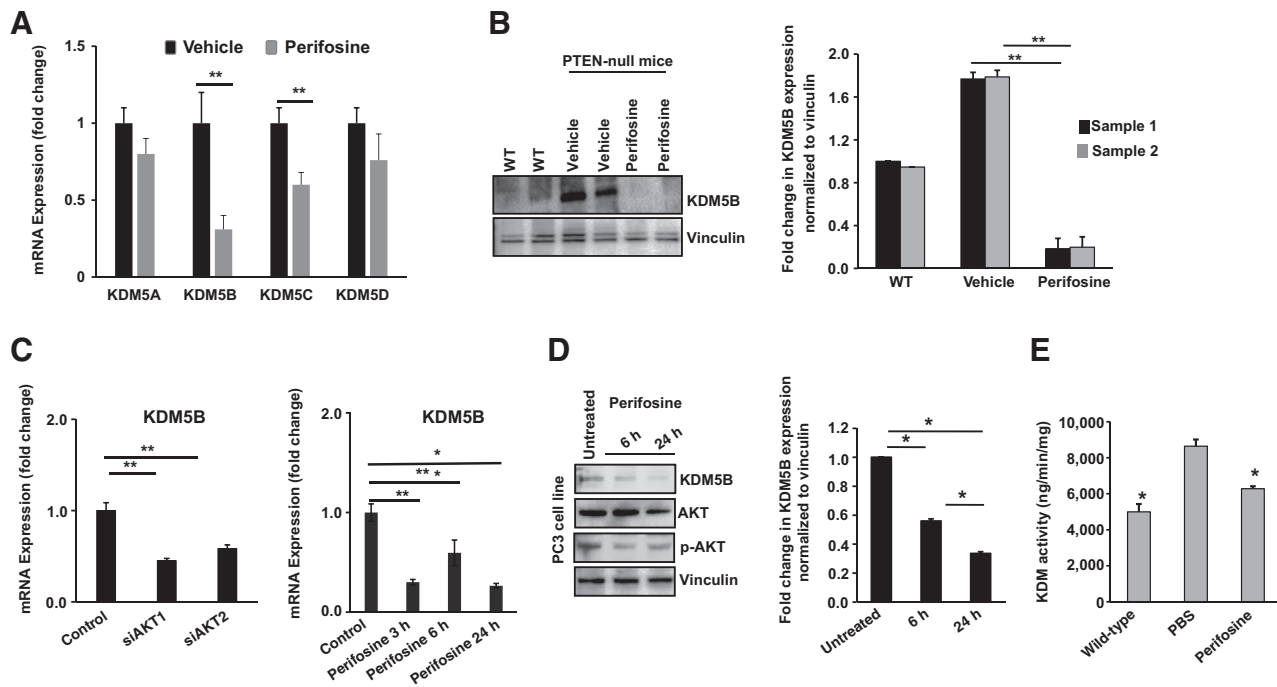 A
mRNA Expression (fold change)
1.5
1
0.5
0
Vehicle
Perifosine
**
**
KDM5A
KDM5B
KDM5C
KDM5D
B
PTEN-null mice
WT
WT
Vehicle
Vehicle
Perifosine
Perifosine
KDM5B
Vinculin
Fold change in KDM5B expression
normalized to vinculin
2.0
1.6
1.2
0.8
0.4
0.0
**
**
Sample 1
Sample 2
WT
Vehicle
Perifosine
C
mRNA Expression (fold change)
KDM5B
2.0
1.0
0.0
**
**
Control
siAKT1
siAKT2
mRNA Expression (fold change)
KDM5B
2.0
1.0
0.0
*
** *
**
Control
Perifosine 3 h
Perifosine 6 h
Perifosine 24 h
D
PC3 cell line
Untreated
Perifosine
6 h
24 h
KDM5B
AKT
p-AKT
Vinculin
Fold change in KDM5B expression
normalized to vinculin
1.2
1.0
0.8
0.6
0.4
0.2
0.0
*
*
*
Untreated
6 h
24 h
E
KDM activity (ng/min/mg)
10,000
8,000
6,000
4,000
2,000
0
*
*
Wild-type
PBS
Perifosine